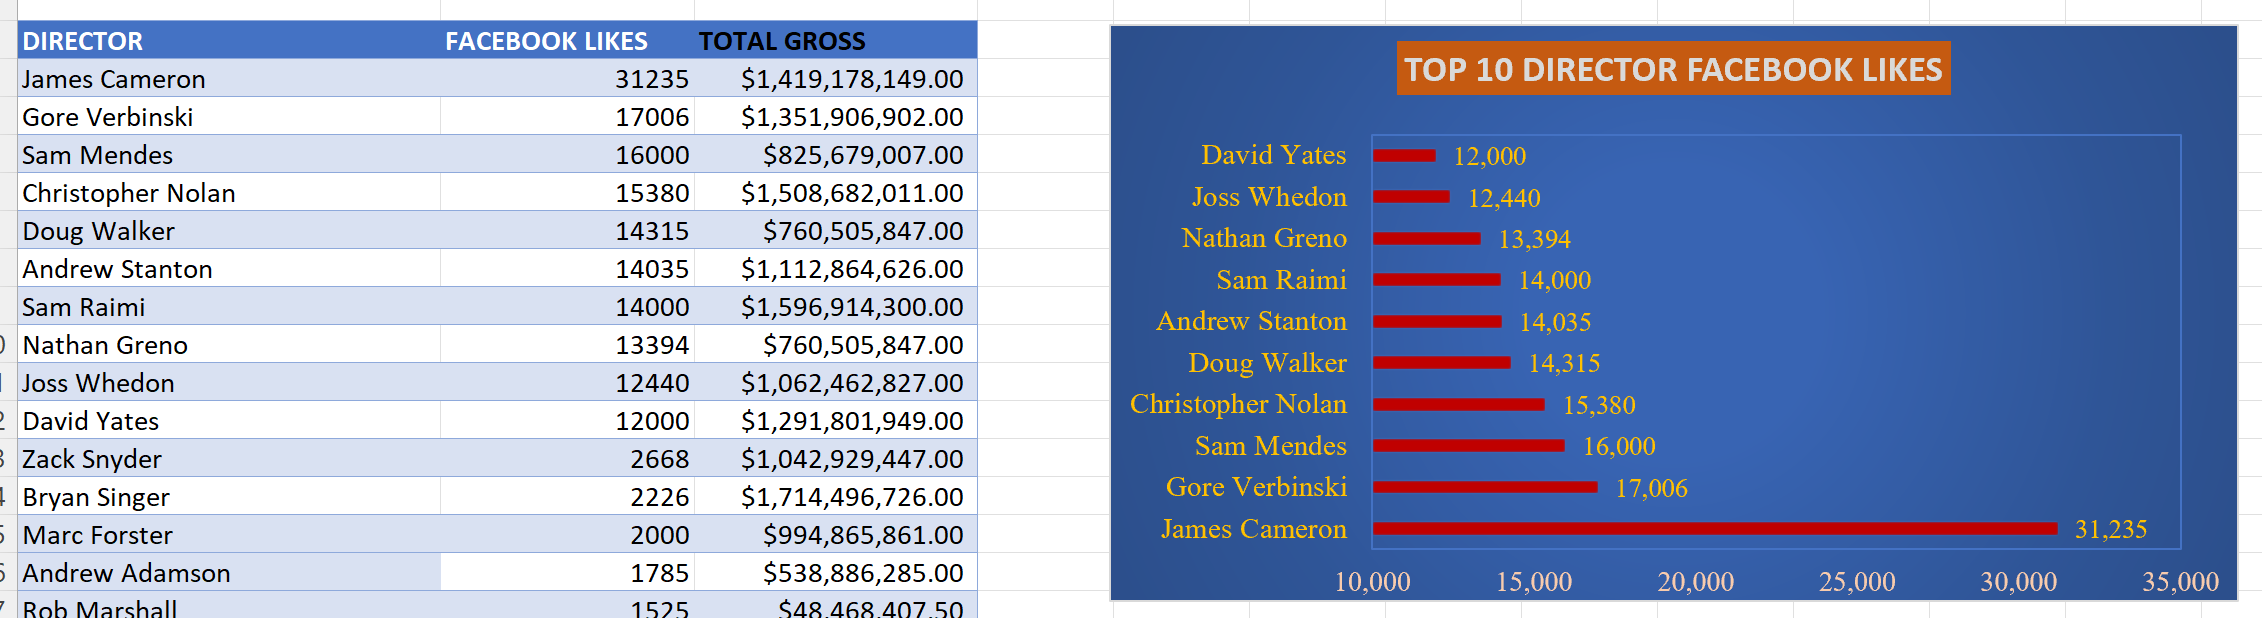 DIRECTOR FACEBOOK LIKES TOTAL GROSS
James Cameron 31235 $1,419,178,149.00
Gore Verbinski 17006 $1,351,906,902.00
Sam Mendes 16000 $825,679,007.00
Christopher Nolan 15380 $1,508,682,011.00
Doug Walker 14315 $760,505,847.00
Andrew Stanton 14035 $1,112,864,626.00
Sam Raimi 14000 $1,596,914,300.00
Nathan Greno 13394 $760,505,847.00
Joss Whedon 12440 $1,062,462,827.00
David Yates 12000 $1,291,801,949.00
Zack Snyder 2668 $1,042,929,447.00
Bryan Singer 2226 $1,714,496,726.00
Marc Forster 2000 $994,865,861.00
Andrew Adamson 1785 $538,886,285.00
Rob Marshall 1525 $48,468,407.50
TOP 10 DIRECTOR FACEBOOK LIKES
David Yates 12,000
Joss Whedon 12,440
Nathan Greno 13,394
Sam Raimi 14,000
Andrew Stanton 14,035
Doug Walker 14,315
Christopher Nolan 15,380
Sam Mendes 16,000
Gore Verbinski 17,006
James Cameron 31,235
10,000 15,000 20,000 25,000 30,000 35,000